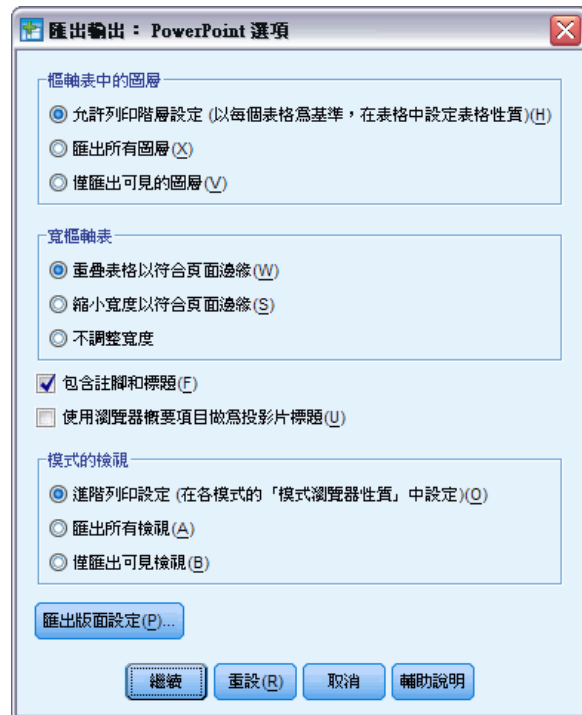 匯出輸出： PowerPoint 選項
樞軸表中的圖層
允許列印階層設定 (以每個表格為基準，在表格中設定表格性質)(H)
匯出所有圖層(X)
僅匯出可見的圖層(V)
寬樞軸表
重疊表格以符合頁面邊緣(W)
縮小寬度以符合頁面邊緣(S)
不調整寬度
包含註腳和標題(F)
使用瀏覽器概要項目做為投影片標題(U)
模式的檢視
進階列印設定 (在各模式的「模式瀏覽器性質」中設定)(O)
匯出所有檢視(A)
僅匯出可見檢視(B)
匯出版面設定(P)...
繼續 重設(R) 取消 輔助說明